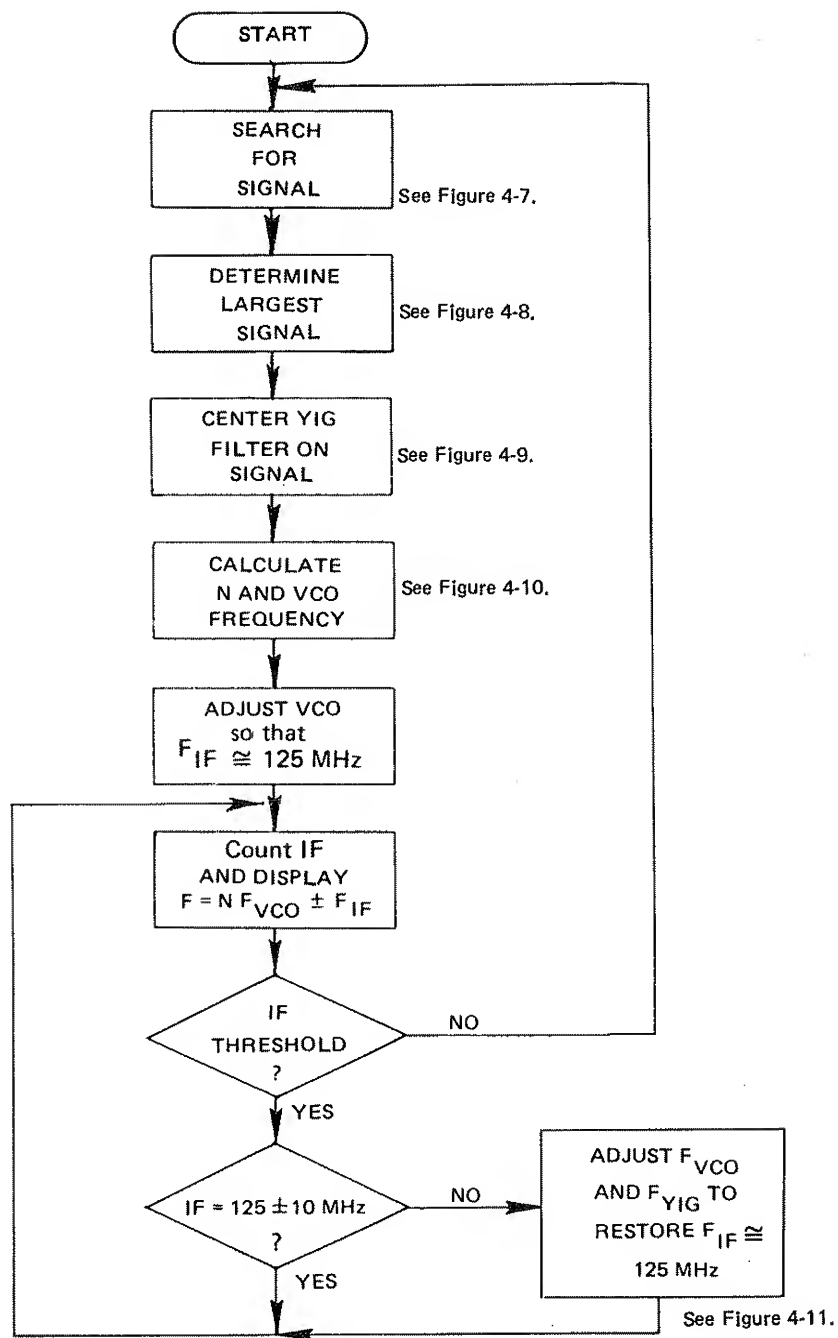 START
SEARCH
FOR
SIGNAL
See Figure 4-7.
DETERMINE
LARGEST
SIGNAL
See Figure 4-8.
CENTER YIG
FILTER ON
SIGNAL
See Figure 4-9.
CALCULATE
N AND VCO
FREQUENCY
See Figure 4-10.
ADJUST VCO
so that
F_IF ≅ 125 MHz
Count IF
AND DISPLAY
F = N F_VCO ± F_IF
IF
THRESHOLD
?
NO
YES
IF = 125 ± 10 MHz
?
NO
YES
ADJUST F_VCO
AND F_YIG TO
RESTORE F_IF ≅
125 MHz
See Figure 4-11.